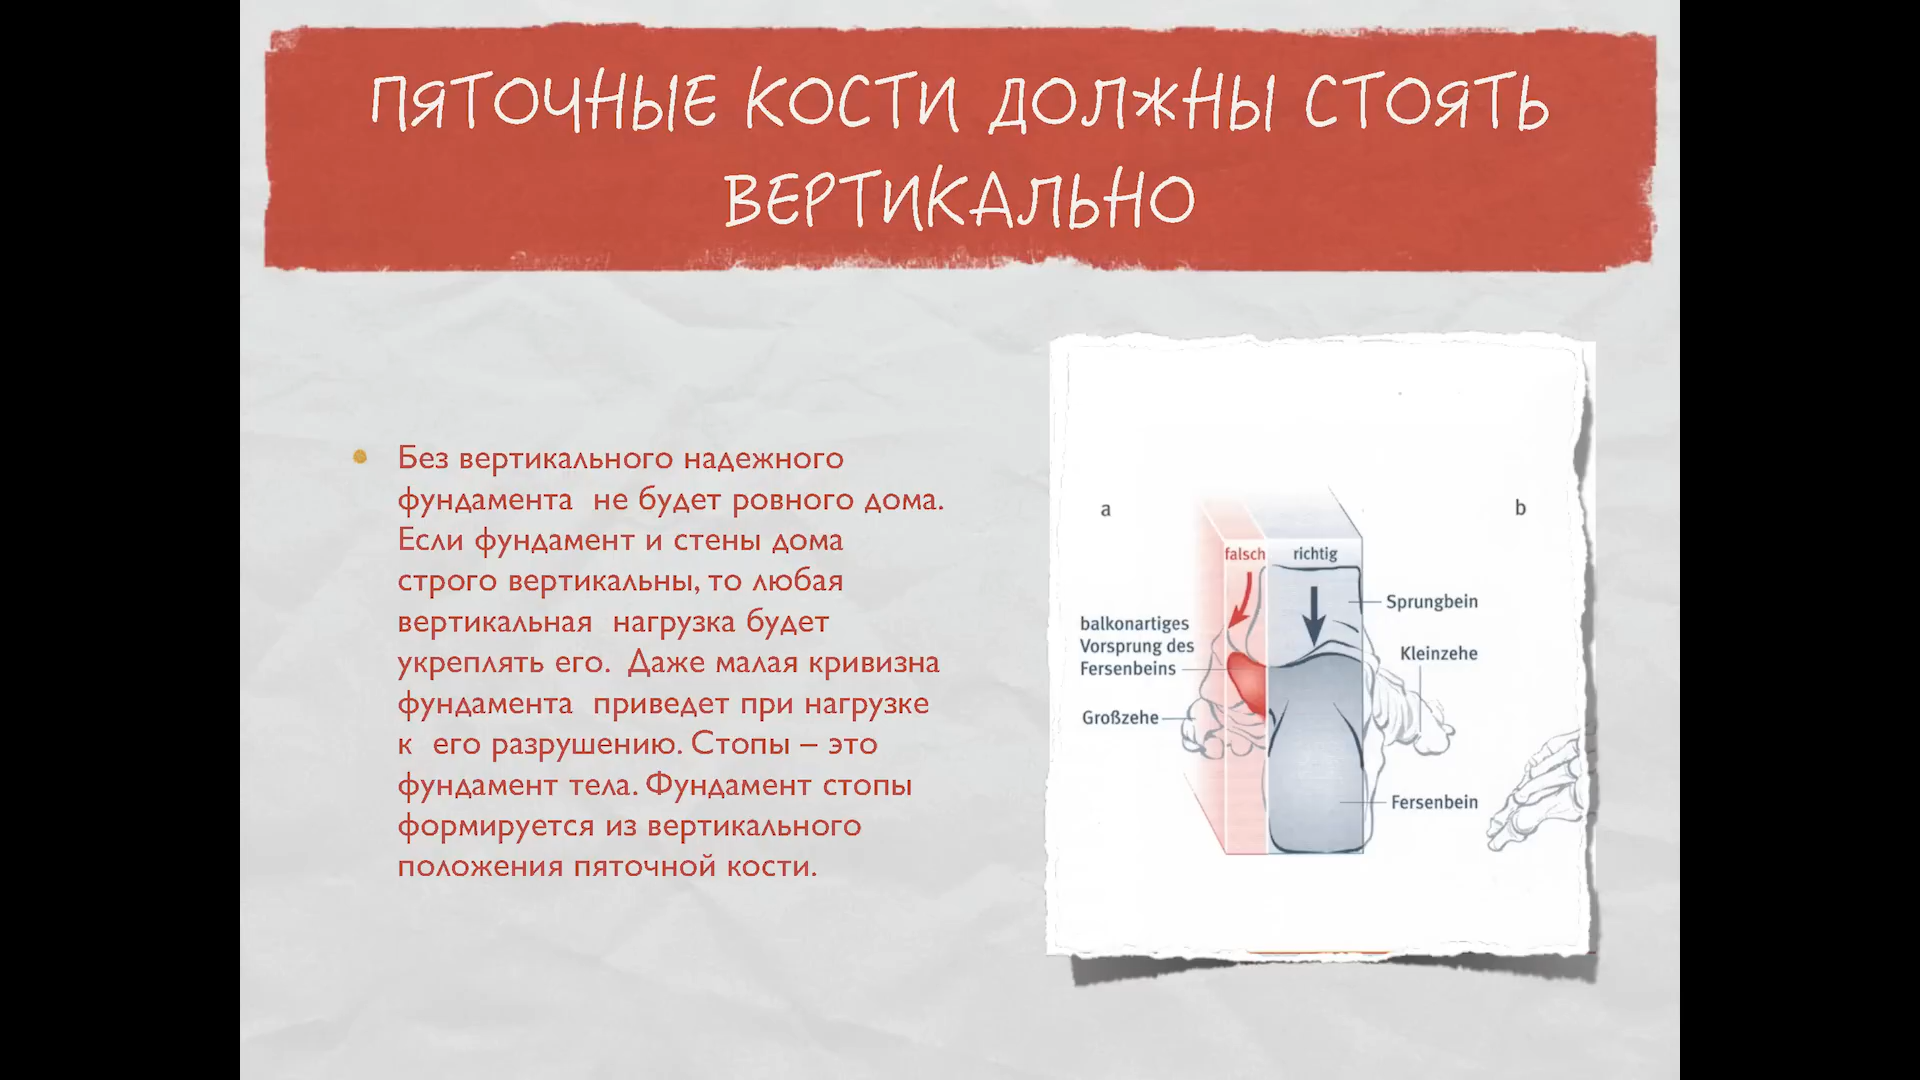 ПЯТОЧНЫЕ КОСТИ ДОЛЖНЫ СТОЯТЬ
ВЕРТИКАЛЬНО
Без вертикального надежного
фундамента не будет ровного дома.
Если фундамент и стены дома
строго вертикальны, то любая
вертикальная нагрузка будет
укреплять его. Даже малая кривизна
фундамента приведет при нагрузке
к его разрушению. Стопы – это
фундамент тела. Фундамент стопы
формируется из вертикального
положения пяточной кости.
a
b
falsch
richtig
Sprungbein
balkonartiges
Vorsprung des
Fersenbeins
Kleinzehe
Großzehe
Fersenbein